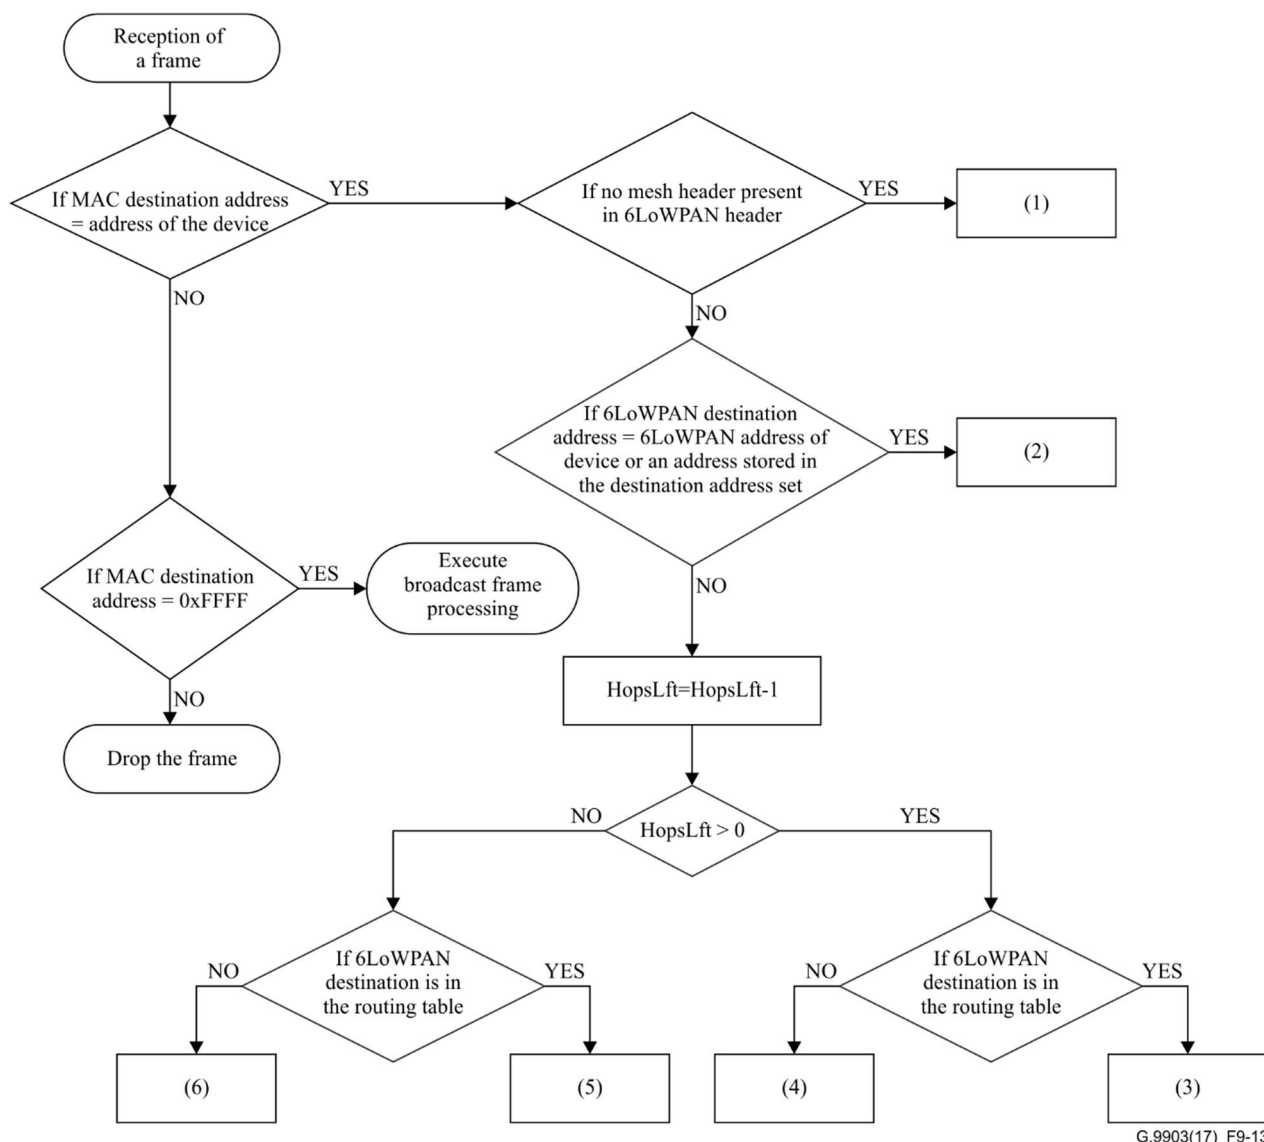 Reception of
a frame
If MAC destination address
= address of the device
YES
If no mesh header present
in 6LoWPAN header
YES
(1)
NO
NO
If 6LoWPAN destination
address = 6LoWPAN address of
device or an address stored in
the destination address set
YES
(2)
If MAC destination
address = 0xFFFF
YES
Execute
broadcast frame
processing
NO
NO
HopsLft=HopsLft-1
Drop the frame
NO
HopsLft > 0
YES
NO
If 6LoWPAN
destination is in
the routing table
YES
NO
If 6LoWPAN
destination is in
the routing table
YES
(6)
(5)
(4)
(3)
G.9903(17)_F9-13